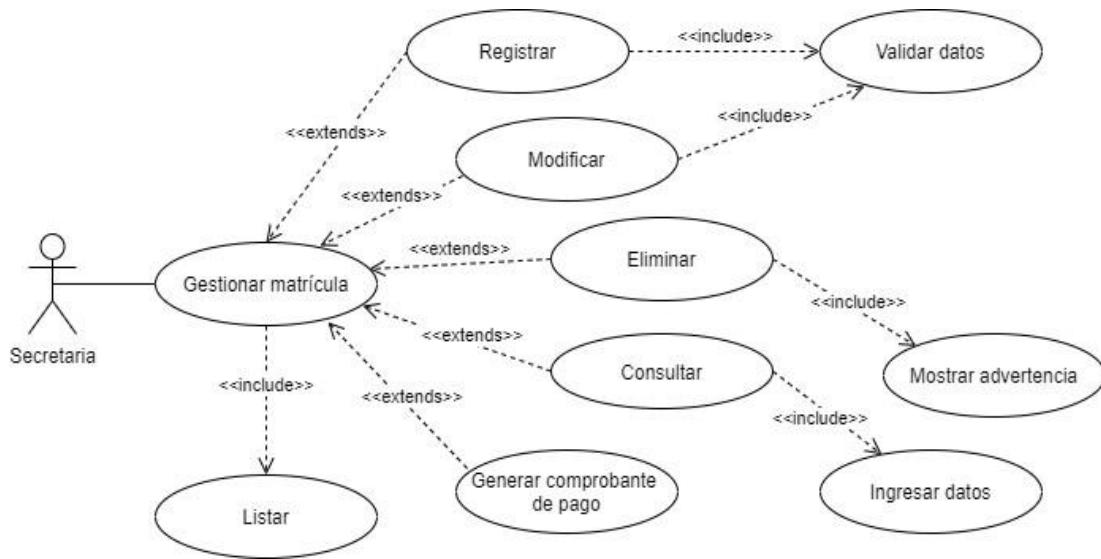 Registrar
<<include>>
Validar datos
<<extends>>
<<include>>
Modificar
<<extends>>
<<extends>>
Eliminar
Gestionar matrícula
<<include>>
Secretaria
<<extends>>
Consultar
Mostrar advertencia
<<include>>
<<extends>>
<<include>>
Generar comprobante
de pago
Ingresar datos
Listar